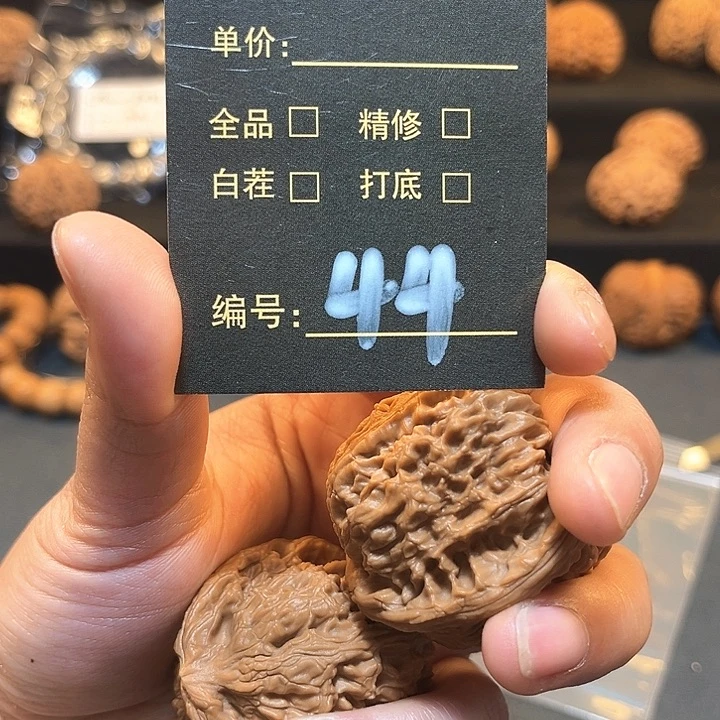 单价:
全品 □ 精修 □
白茬 □ 打底 □
编号: 44